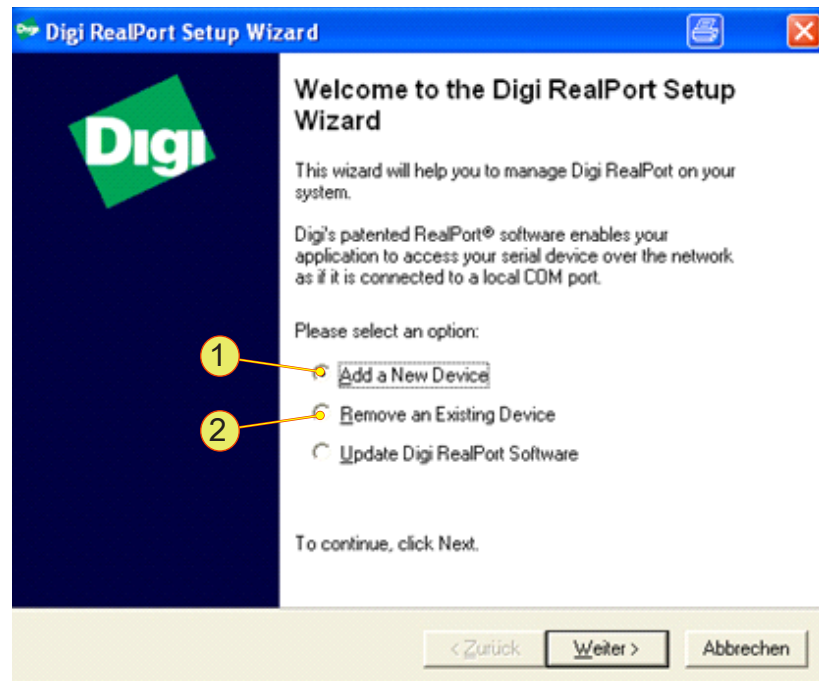 Digi RealPort Setup Wizard
Digi
Welcome to the Digi RealPort Setup
Wizard
This wizard will help you to manage Digi RealPort on your
system.
Digi's patented RealPort® software enables your
application to access your serial device over the network
as if it is connected to a local COM port.
Please select an option:
1
Add a New Device
2
Remove an Existing Device
Update Digi RealPort Software
To continue, click Next.
< Zurück Weiter > Abbrechen